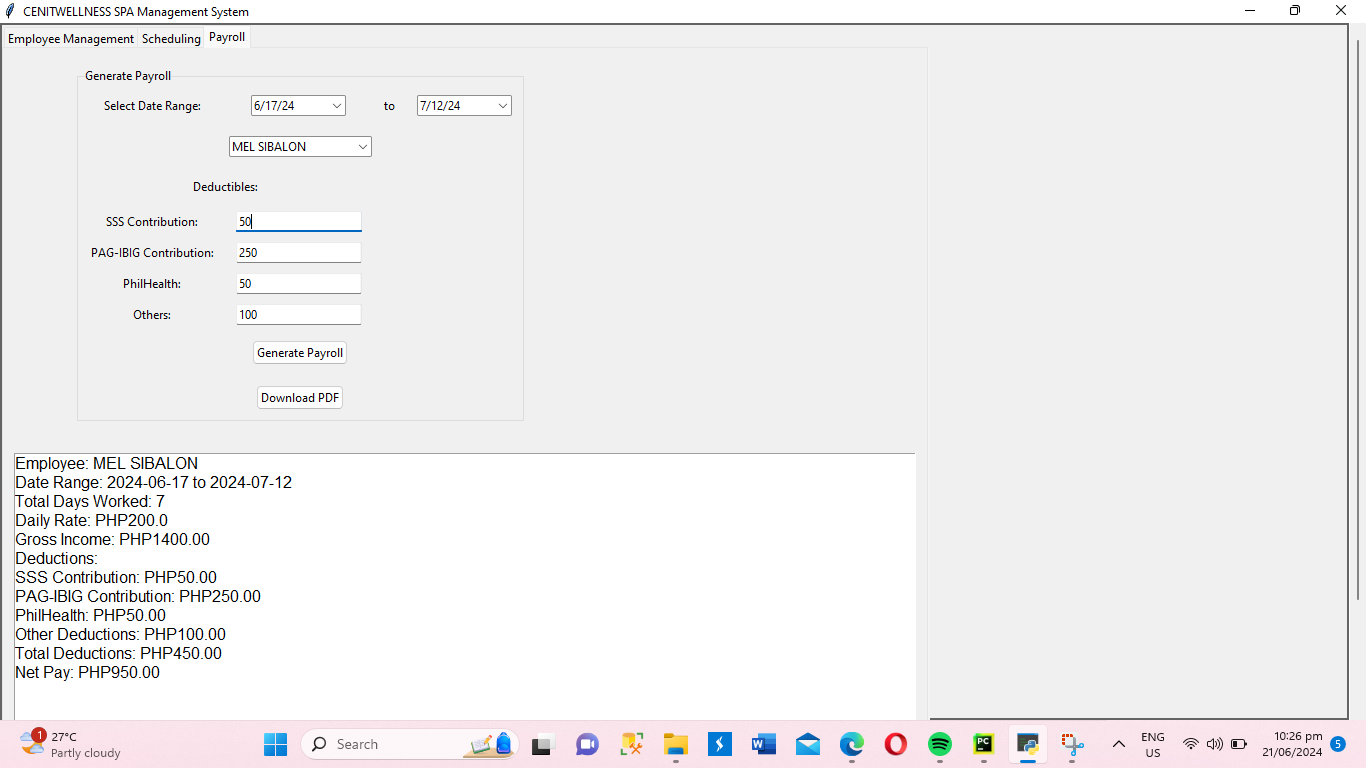 CENITWELLNESS SPA Management System
Employee Management Scheduling Payroll
Generate Payroll
Select Date Range: 6/17/24 to 7/12/24
MEL SIBALON
Deductibles:
SSS Contribution: 50
PAG-IBIG Contribution: 250
PhilHealth: 50
Others: 100
Generate Payroll
Download PDF
Employee: MEL SIBALON
Date Range: 2024-06-17 to 2024-07-12
Total Days Worked: 7
Daily Rate: PHP200.0
Gross Income: PHP1400.00
Deductions:
SSS Contribution: PHP50.00
PAG-IBIG Contribution: PHP250.00
PhilHealth: PHP50.00
Other Deductions: PHP100.00
Total Deductions: PHP450.00
Net Pay: PHP950.00
1 27°C
Partly cloudy
Search
PC
ENG
US
10:26 pm
21/06/2024
5